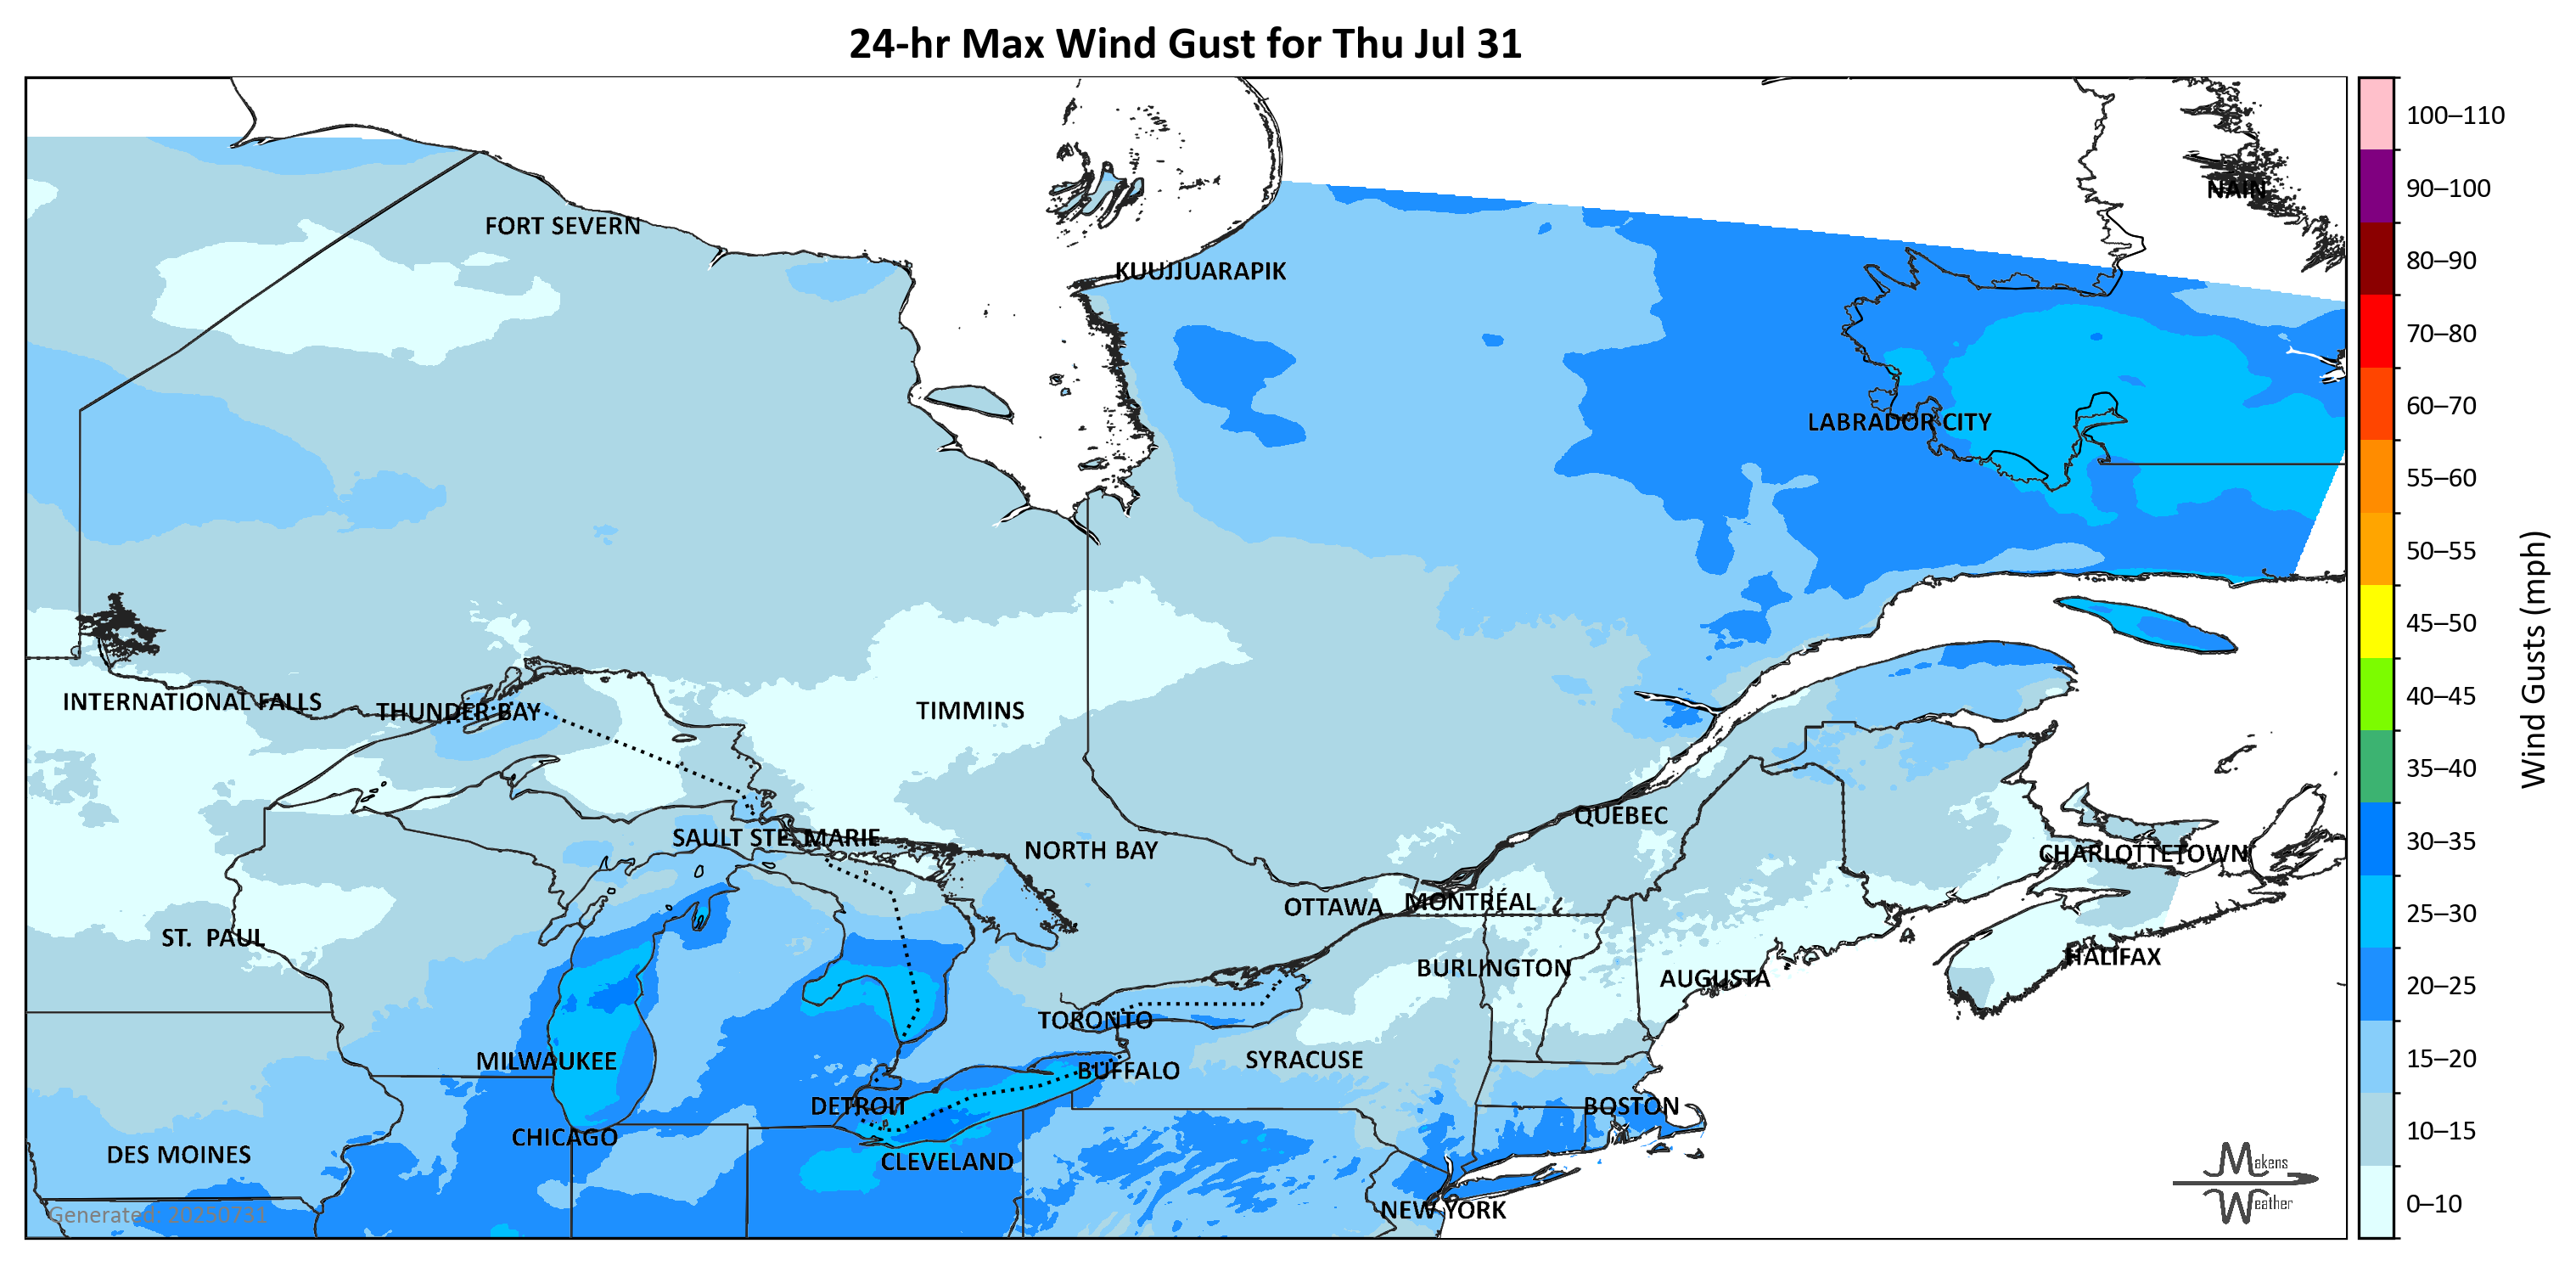 24-hr Max Wind Gust for Thu Jul 31
100–110
90–100
80–90
70–80
60–70
55–60
50–55
45–50
40–45
35–40
30–35
25–30
20–25
15–20
10–15
0–10
Wind Gusts (mph)
NAIN
FORT SEVERN
KUUJJUARAPIK
LABRADOR CITY
INTERNATIONAL FALLS
THUNDER BAY
TIMMINS
QUEBEC
SAULT STE. MARIE
NORTH BAY
CHARLOTTETOWN
OTTAWA
MONTRÉAL
ST. PAUL
HALIFAX
BURLINGTON
AUGUSTA
TORONTO
MILWAUKEE
SYRACUSE
BUFFALO
DETROIT
BOSTON
CHICAGO
DES MOINES
CLEVELAND
NEW YORK
Generated: 20250731
Makens
Weather